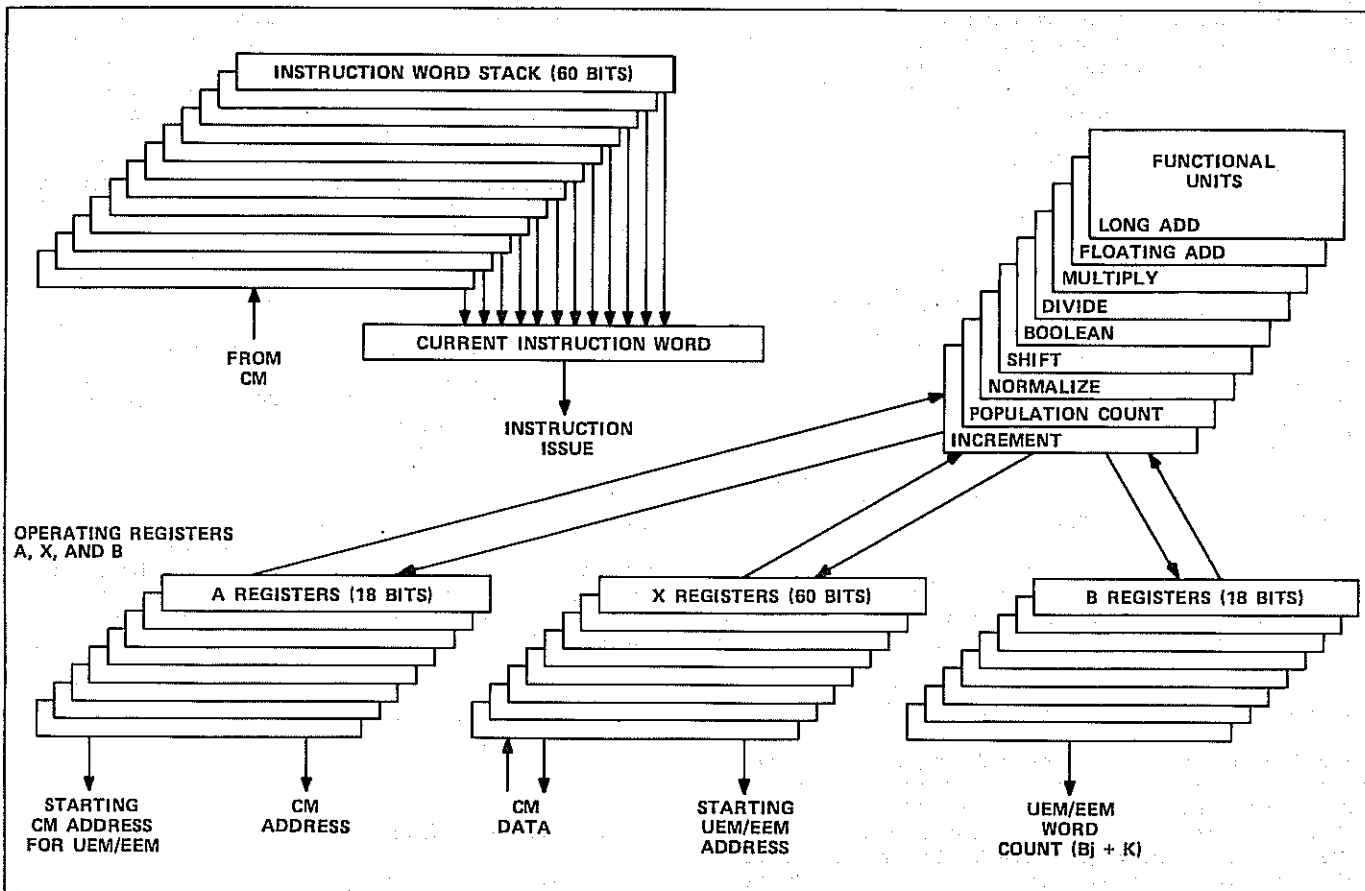 INSTRUCTION WORD STACK (60 BITS)
FUNCTIONAL
UNITS
LONG ADD
FLOATING ADD
MULTIPLY
DIVIDE
BOOLEAN
SHIFT
NORMALIZE
POPULATION COUNT
INCREMENT
CURRENT INSTRUCTION WORD
FROM
CM
INSTRUCTION
ISSUE
OPERATING REGISTERS
A, X, AND B
A REGISTERS (18 BITS)
X REGISTERS (60 BITS)
B REGISTERS (18 BITS)
STARTING
CM ADDRESS
FOR UEM/EEM
CM
ADDRESS
CM
DATA
STARTING
UEM/EEM
ADDRESS
UEM/EEM
WORD
COUNT (Bj + K)